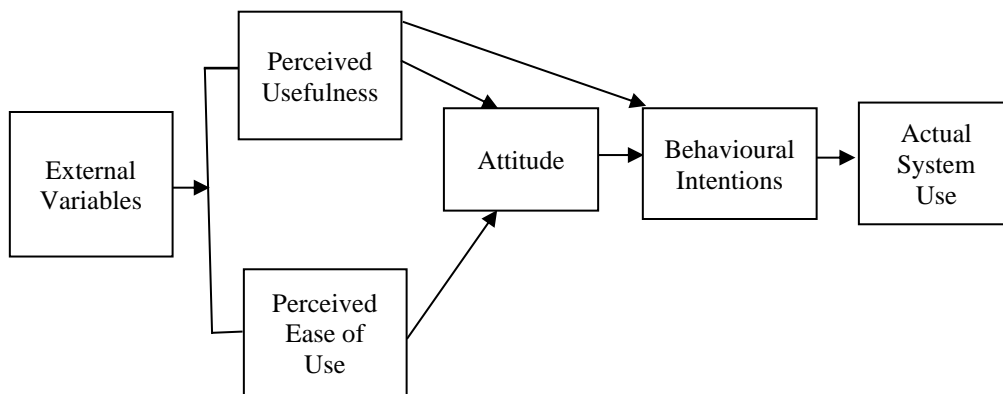 External
Variables
Perceived
Usefulness
Perceived
Ease of
Use
Attitude
Behavioural
Intentions
Actual
System
Use